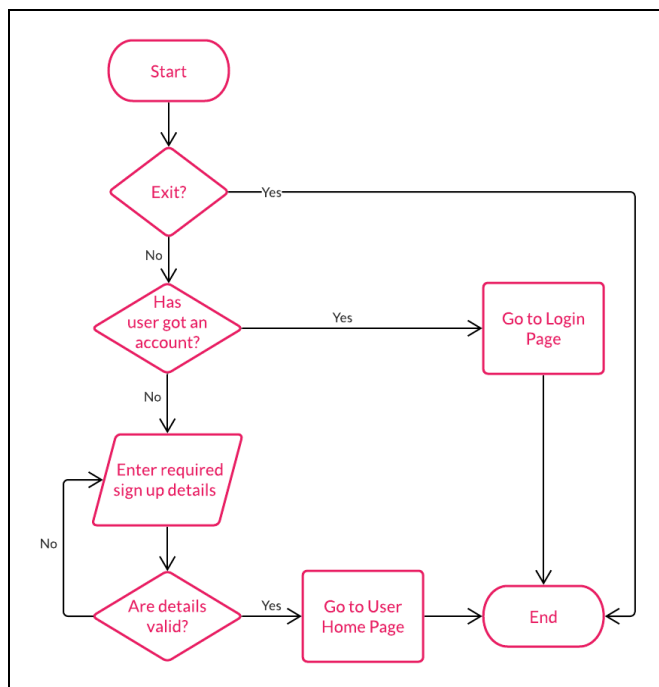 Start
Exit?
Yes
No
Has
user got an
account?
Yes
Go to Login
Page
No
Enter required
sign up details
No
Are details
valid?
Yes
Go to User
Home Page
End